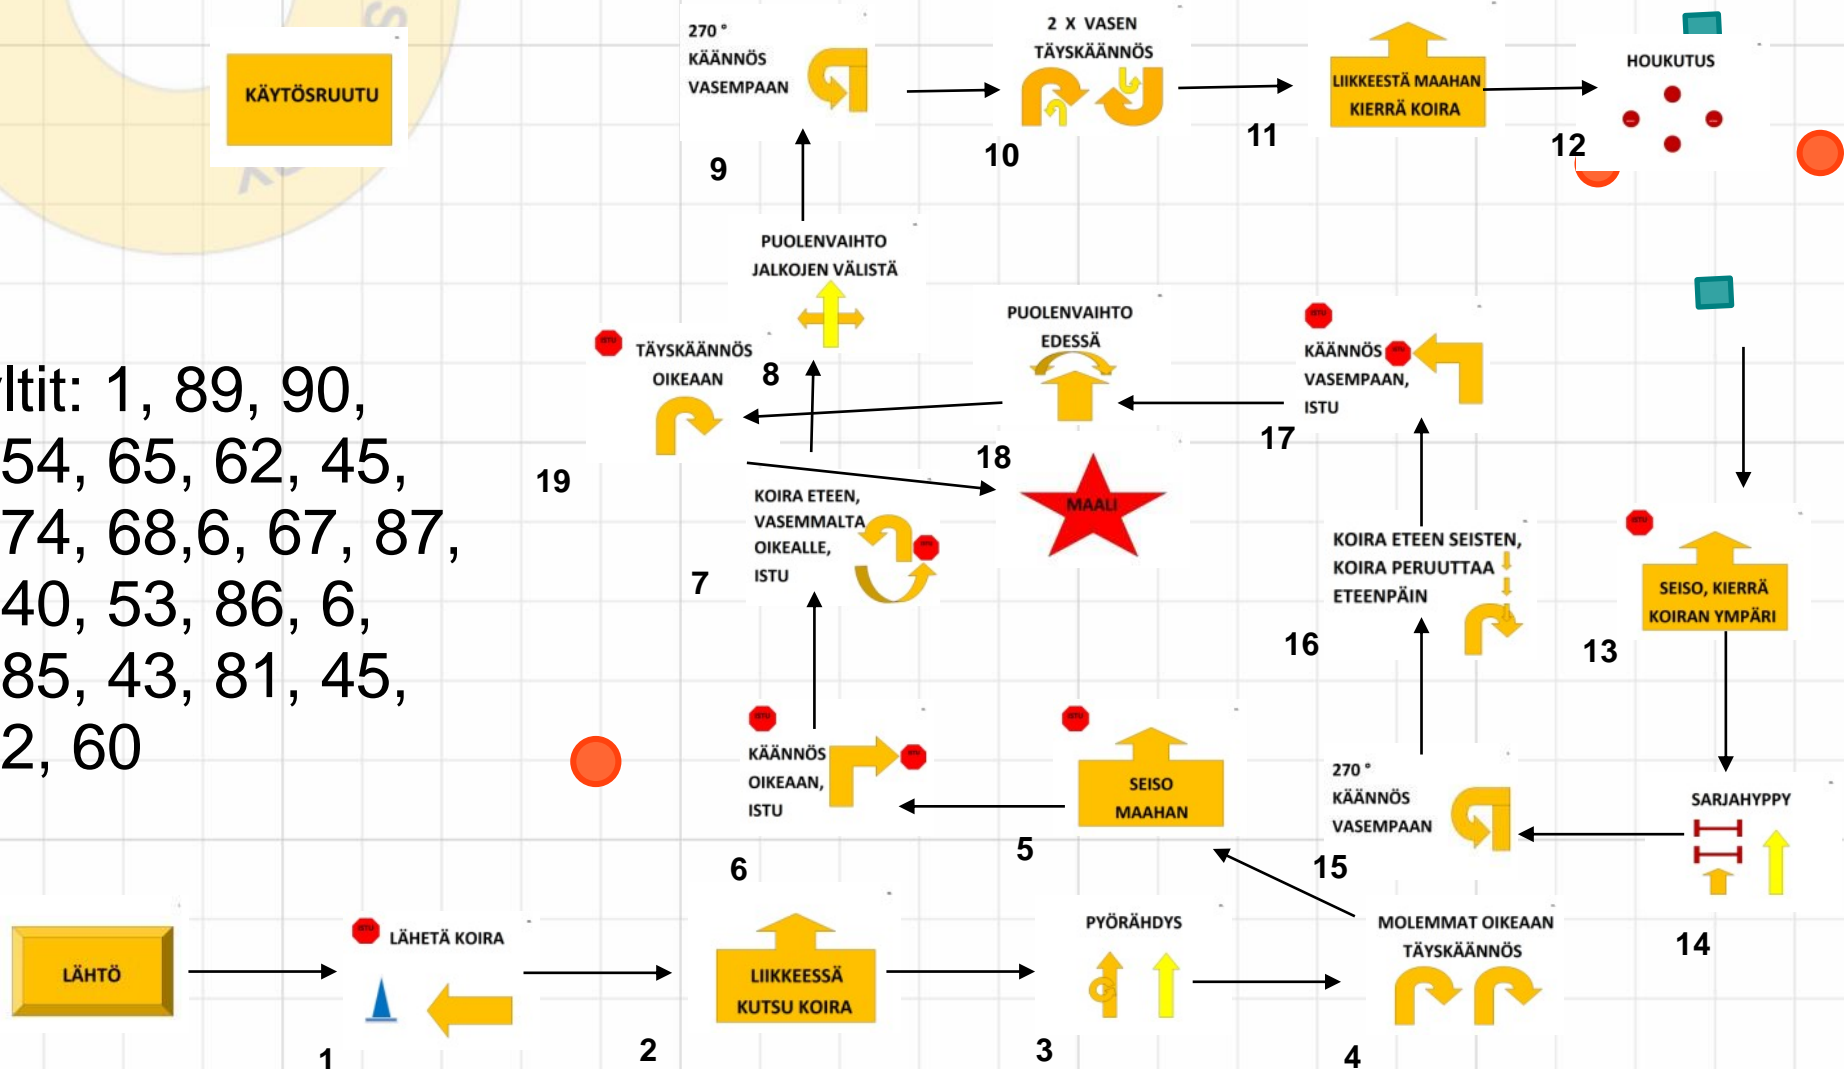 KÄYTÖSRUUTU
270 °
KÄÄNNÖS
VASEMPAAN
9
2 X VASEN
TÄYSKÄÄNNÖS
10
LIIKKEESTÄ MAAHAN
KIERRÄ KOIRA
11
HOUKUTUS
12
PUOLENVAIHTO
JALKOJEN VÄLISTÄ
8
ltit: 1, 89, 90,
54, 65, 62, 45,
74, 68,6, 67, 87,
40, 53, 86, 6,
85, 43, 81, 45,
2, 60
TÄYSKÄÄNNÖS
OIKEAAN
19
PUOLENVAIHTO
EDESSÄ
18
MAALI
ISTU
KÄÄNNÖS
VASEMPAAN,
ISTU
17
KOIRA ETEEN,
VASEMMALTA
OIKEALLE,
ISTU
7
KOIRA ETEEN SEISTEN,
KOIRA PERUUTTAA
ETEENPÄIN
16
SEISO, KIERRÄ
KOIRAN YMPÄRI
13
ISTU
KÄÄNNÖS
OIKEAAN,
ISTU
6
ISTU
SEISO
MAAHAN
5
270 °
KÄÄNNÖS
VASEMPAAN
15
SARJAHYPPY
14
LÄHTÖ
ISTU
LÄHETÄ KOIRA
1
LIIKKEESSÄ
KUTSU KOIRA
2
PYÖRÄHDYS
3
MOLEMMAT OIKEAAN
TÄYSKÄÄNNÖS
4